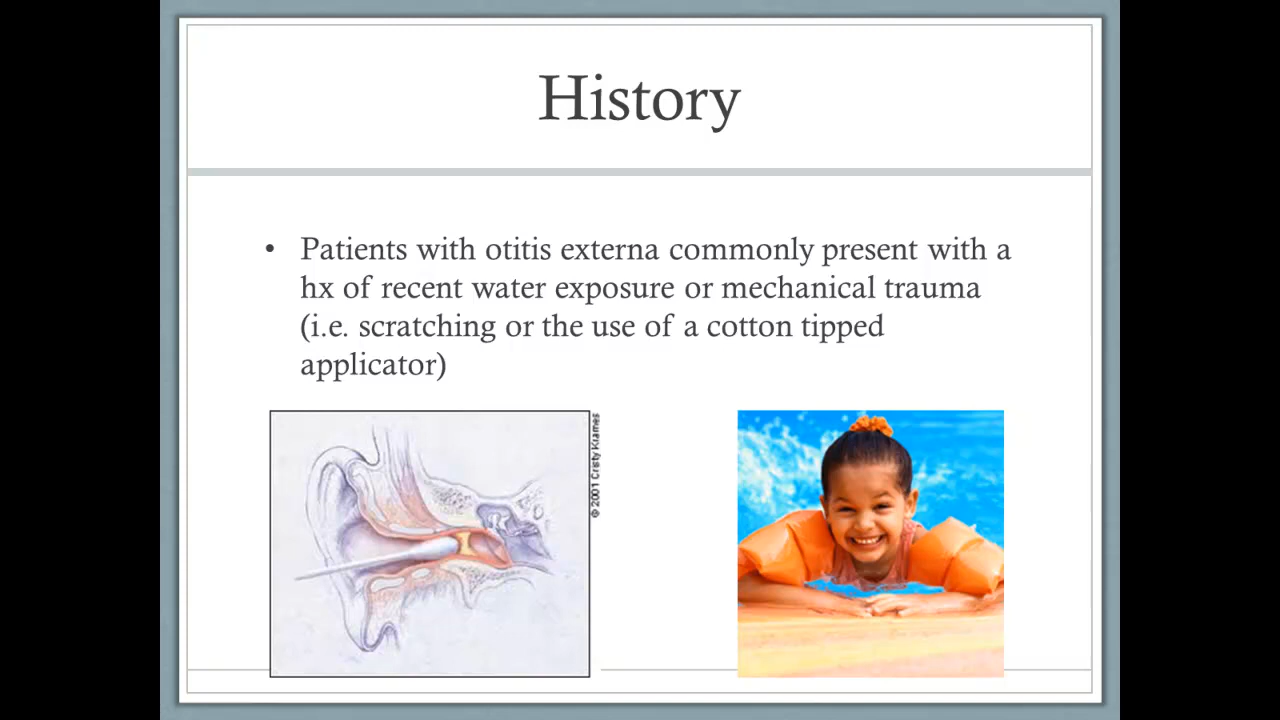 History
• Patients with otitis externa commonly present with a
hx of recent water exposure or mechanical trauma
(i.e. scratching or the use of a cotton tipped
applicator)
© 2001 Cristy Krames